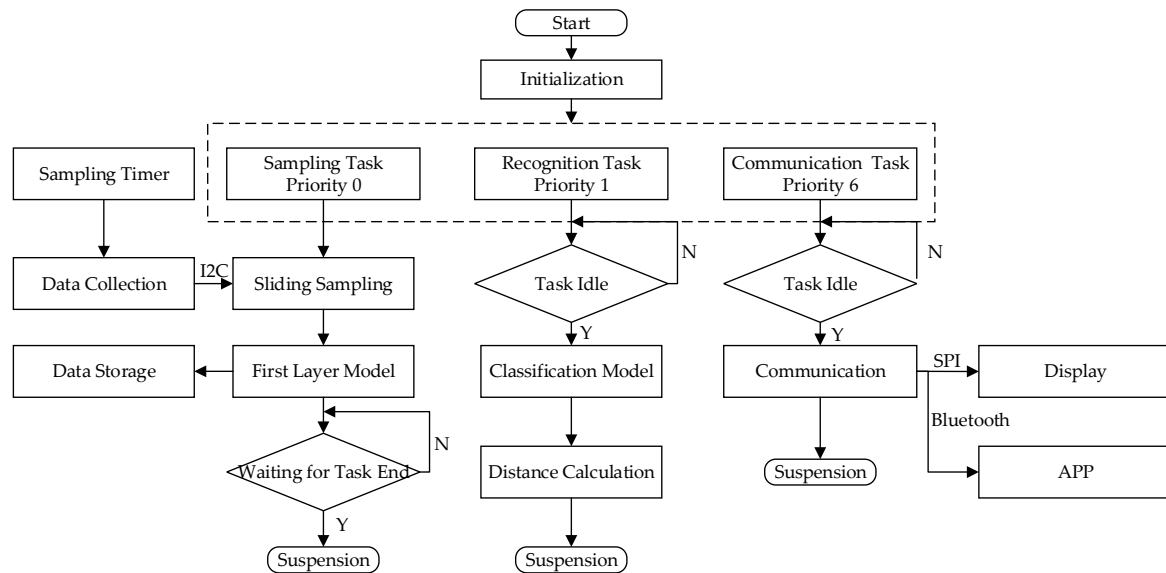 Start
Initialization
Sampling Timer
Sampling Task
Priority 0
Recognition Task
Priority 1
Communication Task
Priority 6
N
N
Data Collection
I2C
Sliding Sampling
Task Idle
Task Idle
Y
Y
Data Storage
First Layer Model
Classification Model
Communication
SPI
Display
Bluetooth
N
Waiting for Task End
Distance Calculation
Suspension
APP
Y
Suspension
Suspension